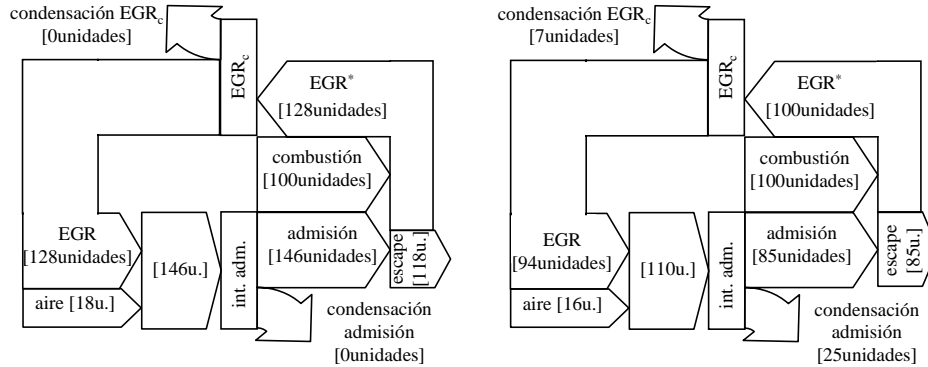 condensación EGRc
[0unidades]
EGRc
EGR*
[128unidades]
combustión
[100unidades]
EGR
[128unidades]
aire [18u.]
[146u.]
int. adm.
admisión
[146unidades]
escape
[118u.]
condensación
admisión
[0unidades]
condensación EGRc
[7unidades]
EGRc
EGR*
[100unidades]
combustión
[100unidades]
EGR
[94unidades]
aire [16u.]
[110u.]
int. adm.
admisión
[85unidades]
escape
[85u.]
condensación
admisión
[25unidades]